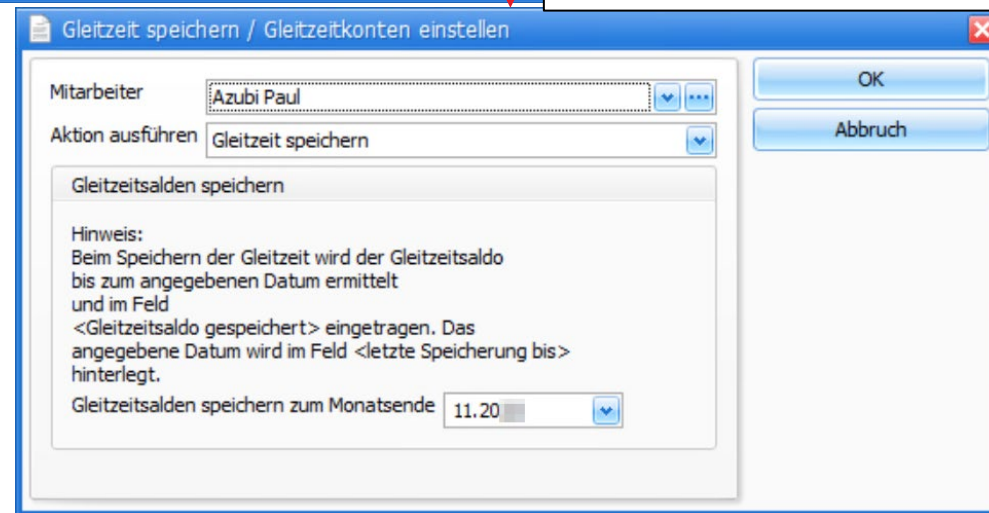 Gleitzeit speichern / Gleitzeitkonten einstellen
Mitarbeiter
Azubi Paul
OK
Aktion ausführen
Gleitzeit speichern
Abbruch
Gleitzeitsalden speichern
Hinweis:
Beim Speichern der Gleitzeit wird der Gleitzeitsaldo
bis zum angegebenen Datum ermittelt
und im Feld
<Gleitzeitsaldo gespeichert> eingetragen. Das
angegebene Datum wird im Feld <letzte Speicherung bis>
hinterlegt.
Gleitzeitsalden speichern zum Monatsende
11.20